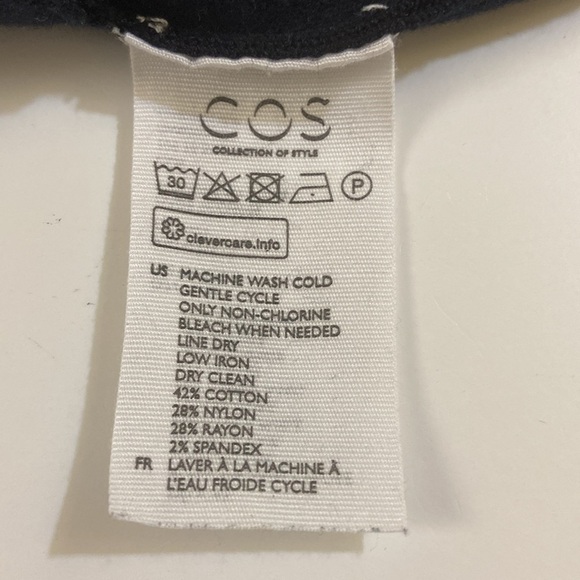 COS
COLLECTION OF STYLE
30
P
clevercare.info
US MACHINE WASH COLD
GENTLE CYCLE
ONLY NON-CHLORINE
BLEACH WHEN NEEDED
LINE DRY
LOW IRON
DRY CLEAN
42% COTTON
28% NYLON
28% RAYON
2% SPANDEX
FR LAVER À LA MACHINE À
L'EAU FROIDE CYCLE